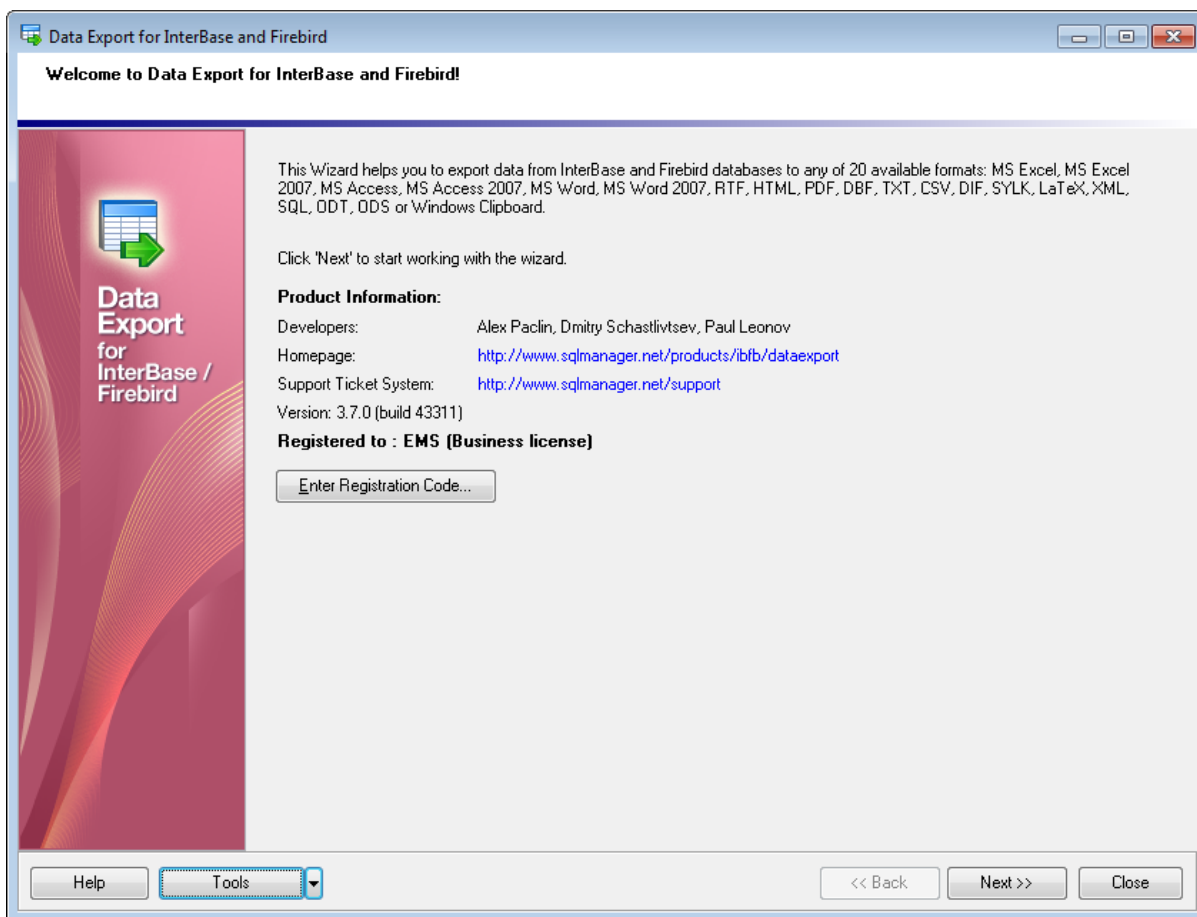 Data Export for InterBase and Firebird
Welcome to Data Export for InterBase and Firebird!
This Wizard helps you to export data from InterBase and Firebird databases to any of 20 available formats: MS Excel, MS Excel
2007, MS Access, MS Access 2007, MS Word, MS Word 2007, RTF, HTML, PDF, DBF, TXT, CSV, DIF, SYLK, LaTeX, XML,
SQL, ODT, ODS or Windows Clipboard.
Click 'Next' to start working with the wizard.
Data
Export
for
InterBase /
Firebird
Product Information:
Developers: Alex Paclin, Dmitry Schastlivtsev, Paul Leonov
Homepage: http://www.sqlmanager.net/products/ibfb/dataexport
Support Ticket System: http://www.sqlmanager.net/support
Version: 3.7.0 (build 43311)
Registered to : EMS (Business license)
Enter Registration Code...
Help Tools << Back Next >> Close